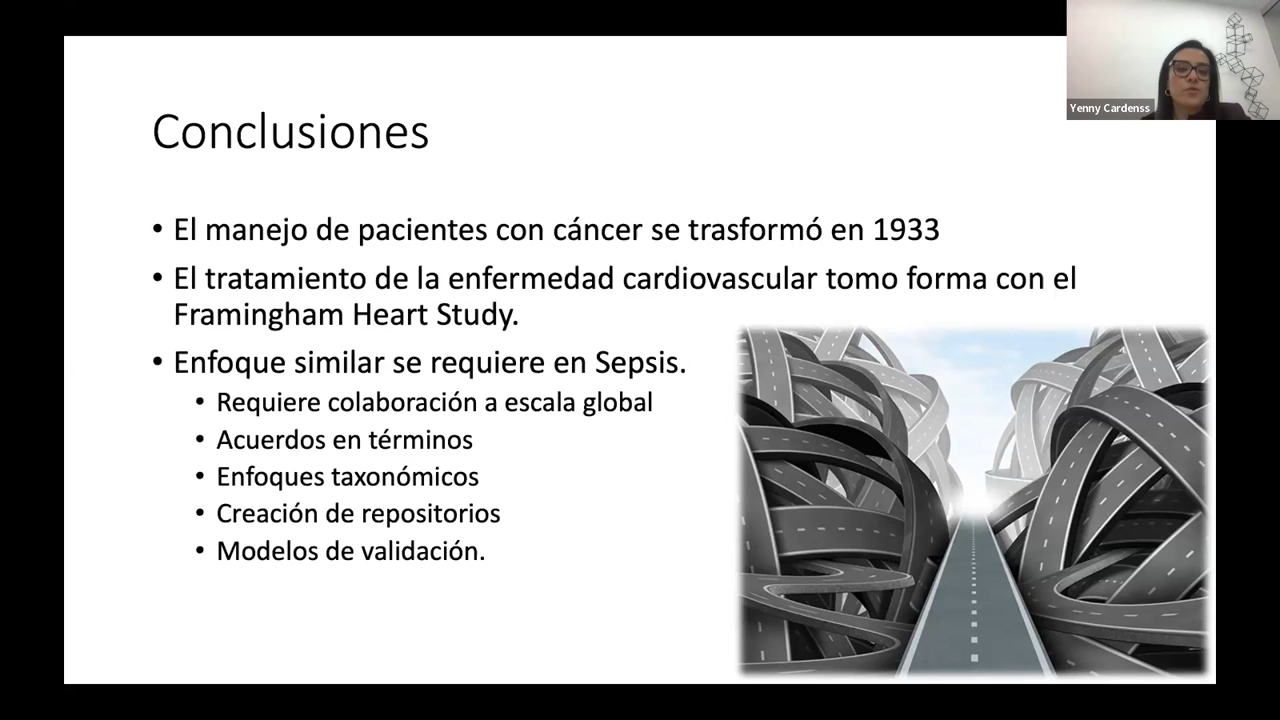 Yenny Cardenss
Conclusiones
• El manejo de pacientes con cáncer se trasformó en 1933
• El tratamiento de la enfermedad cardiovascular tomo forma con el
Framingham Heart Study.
• Enfoque similar se requiere en Sepsis.
• Requiere colaboración a escala global
• Acuerdos en términos
• Enfoques taxonómicos
• Creación de repositorios
• Modelos de validación.